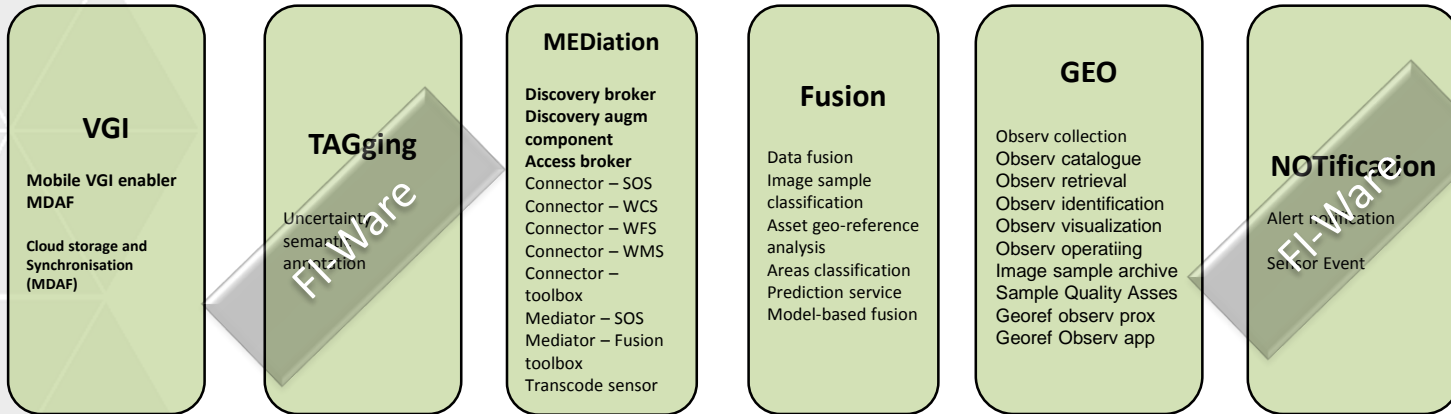 VGI
Mobile VGI enabler
MDAF
Cloud storage and
Synchronisation
(MDAF)
TAGging
Uncertainty
semantic
annotation
FI-Ware
MEDiation
Discovery broker
Discovery augm
component
Access broker
Connector – SOS
Connector – WCS
Connector – WFS
Connector – WMS
Connector –
toolbox
Mediator – SOS
Mediator – Fusion
toolbox
Transcode sensor
Fusion
Data fusion
Image sample
classification
Asset geo-reference
analysis
Areas classification
Prediction service
Model-based fusion
GEO
Observ collection
Observ catalogue
Observ retrieval
Observ identification
Observ visualization
Observ operatiing
Image sample archive
Sample Quality Asses
Georef observ prox
Georef Observ app
NOTification
Alert notification
Sensor Event
FI-Ware